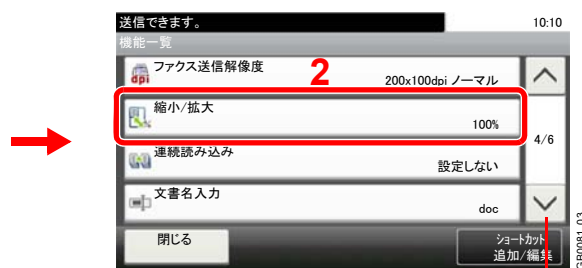 送信できます。 10:10
機能一覧
ファクス送信解像度
2
200x100dpi ノーマル
縮小/拡大
100%
4/6
連続読み込み
設定しない
文書名入力
doc
閉じる
ショートカット
追加/編集
dpi